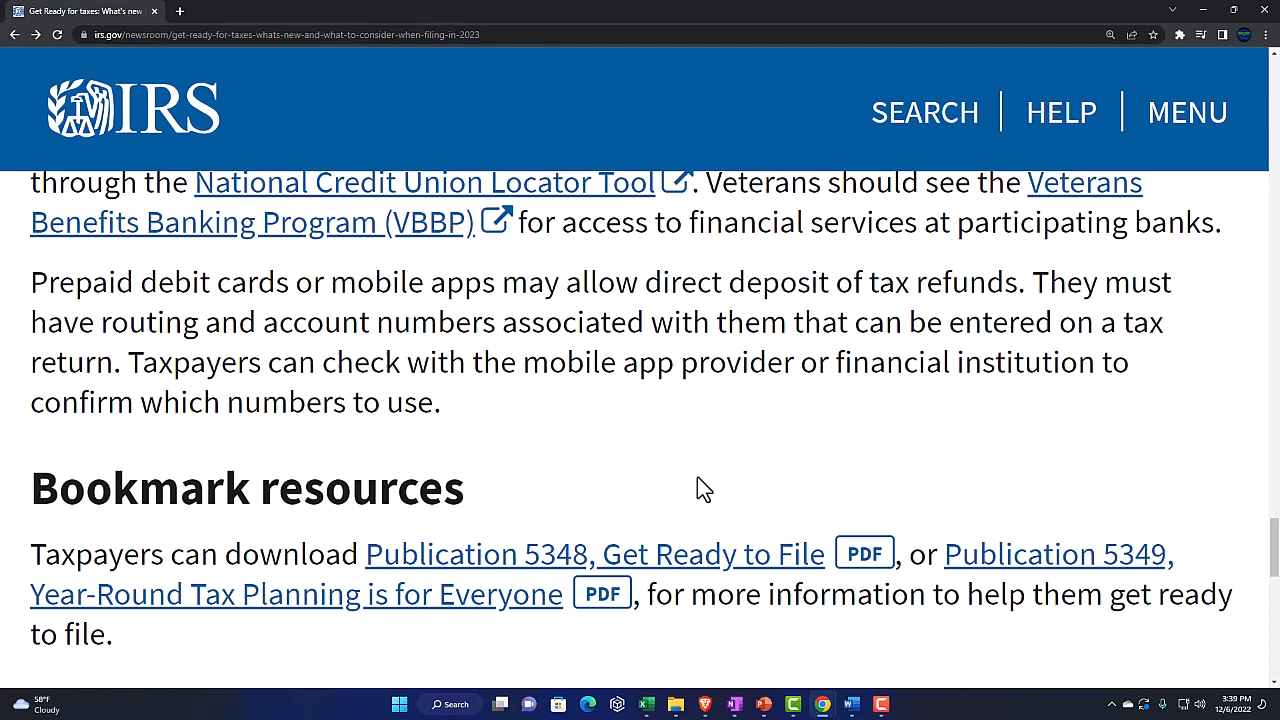 Get Ready for taxes: What's new
irs.gov/newsroom/get-ready-for-taxes-whats-new-and-what-to-consider-when-filing-in-2023
IRS
SEARCH | HELP | MENU
through the National Credit Union Locator Tool. Veterans should see the Veterans
Benefits Banking Program (VBBP) for access to financial services at participating banks.
Prepaid debit cards or mobile apps may allow direct deposit of tax refunds. They must
have routing and account numbers associated with them that can be entered on a tax
return. Taxpayers can check with the mobile app provider or financial institution to
confirm which numbers to use.
Bookmark resources
Taxpayers can download Publication 5348, Get Ready to File PDF, or Publication 5349,
Year-Round Tax Planning is for Everyone PDF, for more information to help them get ready
to file.
58°F
Cloudy
Search
3:39 PM
12/6/2022